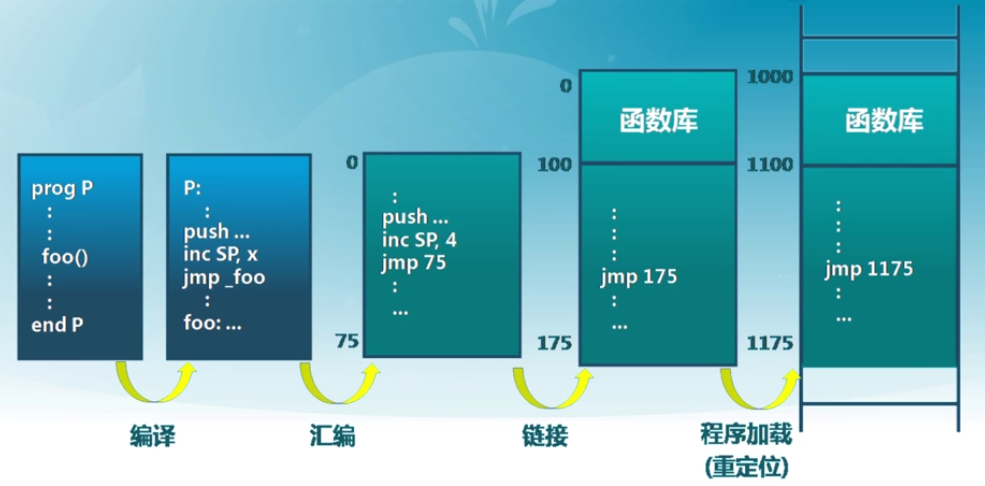 prog P
:
:
foo()
:
:
end P
P:
:
push ...
inc SP, x
jmp _foo
:
foo: ...
0
:
push ...
inc SP, 4
jmp 75
:
...
75
0
函数库
100
:
:
:
:
jmp 175
:
...
175
1000
函数库
1100
:
:
:
:
jmp 1175
:
...
1175
编译
汇编
链接
程序加载
(重定位)